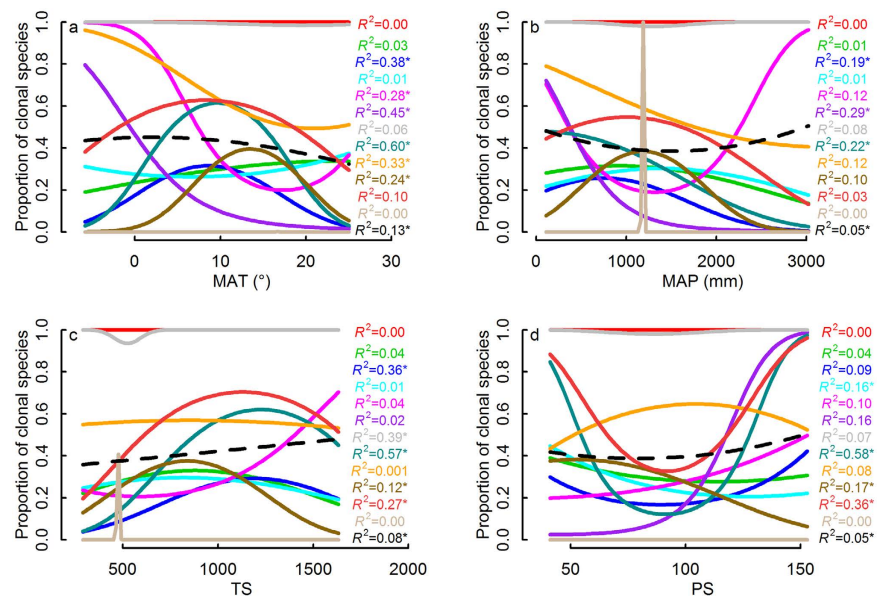 a
Proportion of clonal species
1.0
0.8
0.6
0.4
0.2
0.0
0
10
20
30
MAT (°)
R²=0.00
R²=0.03
R²=0.38*
R²=0.01
R²=0.28*
R²=0.45*
R²=0.06
R²=0.60*
R²=0.33*
R²=0.24*
R²=0.10
R²=0.00
R²=0.13*
b
Proportion of clonal species
1.0
0.8
0.6
0.4
0.2
0.0
0
1000
2000
3000
MAP (mm)
R²=0.00
R²=0.01
R²=0.19*
R²=0.01
R²=0.12
R²=0.29*
R²=0.08
R²=0.22*
R²=0.12
R²=0.10
R²=0.03
R²=0.00
R²=0.05*
c
Proportion of clonal species
1.0
0.8
0.6
0.4
0.2
0.0
500
1000
1500
2000
TS
R²=0.00
R²=0.04
R²=0.36*
R²=0.01
R²=0.04
R²=0.02
R²=0.39*
R²=0.57*
R²=0.001
R²=0.12*
R²=0.27*
R²=0.00
R²=0.08*
d
Proportion of clonal species
1.0
0.8
0.6
0.4
0.2
0.0
50
100
150
PS
R²=0.00
R²=0.04
R²=0.09
R²=0.16*
R²=0.10
R²=0.16
R²=0.07
R²=0.58*
R²=0.08
R²=0.17*
R²=0.36*
R²=0.00
R²=0.05*